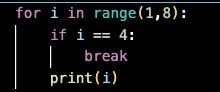 for i in range(1,8):
    if i == 4:
        break
    print(i)